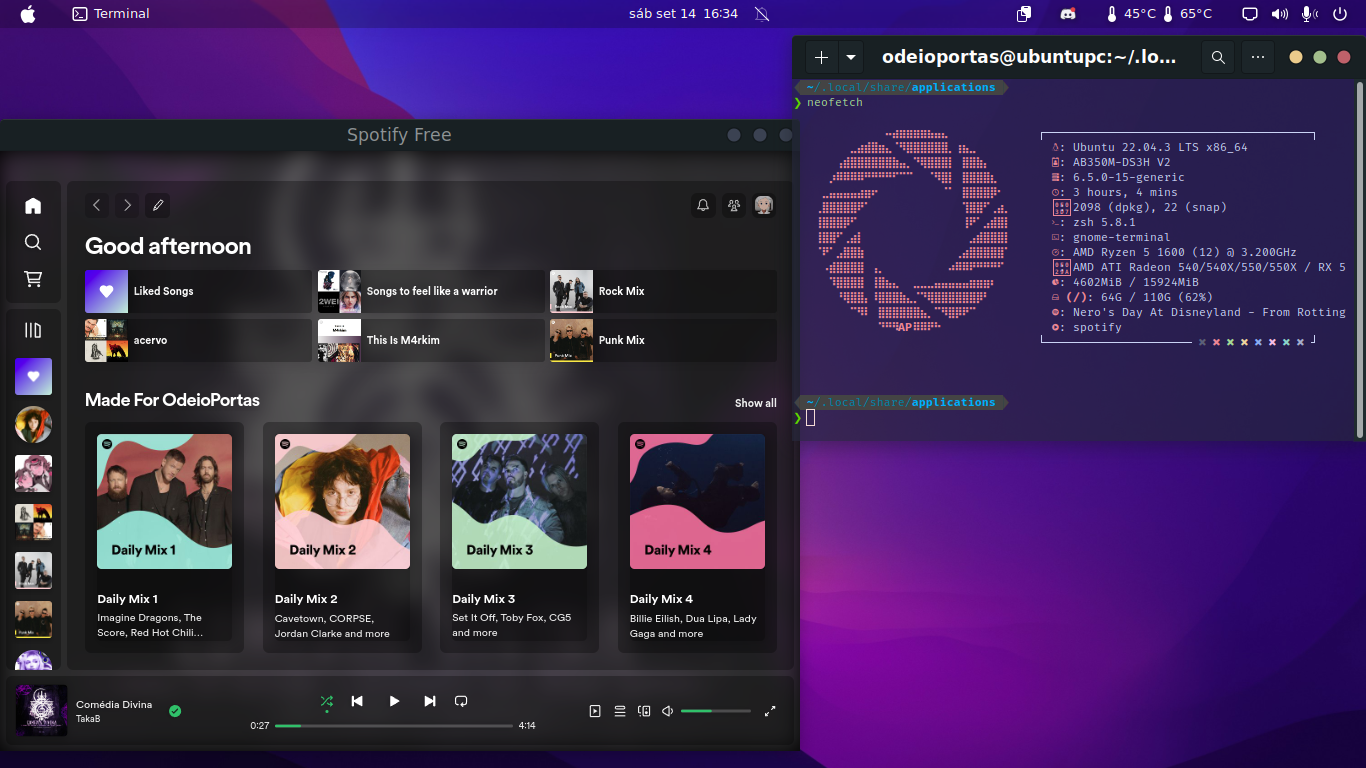 Terminal
sáb set 14 16:34
45°C
65°C
Spotify Free
Good afternoon
Liked Songs
Songs to feel like a warrior
Rock Mix
acervo
This Is M4rkim
Punk Mix
Made For OdeioPortas
Show all
Daily Mix 1
Daily Mix 2
Daily Mix 3
Daily Mix 4
Daily Mix 1
Imagine Dragons, The
Score, Red Hot Chili...
Daily Mix 2
Cavetown, CORPSE,
Jordan Clarke and more
Daily Mix 3
Set It Off, Toby Fox, CG5
and more
Daily Mix 4
Billie Eilish, Dua Lipa, Lady
Gaga and more
Comédia Divina
TakaB
0:27
4:14
odeioportas@ubuntupc:~/.lo...
~/.local/share/applications
❯ neofetch
AP
: Ubuntu 22.04.3 LTS x86_64
: AB350M-DS3H V2
: 6.5.0-15-generic
: 3 hours, 4 mins
2098 (dpkg), 22 (snap)
: zsh 5.8.1
: gnome-terminal
: AMD Ryzen 5 1600 (12) @ 3.200GHz
AMD ATI Radeon 540/540X/550/550X / RX 5
: 4602MiB / 15924MiB
(/): 64G / 110G (62%)
: Nero's Day At Disneyland - From Rotting
: spotify
~/.local/share/applications
❯